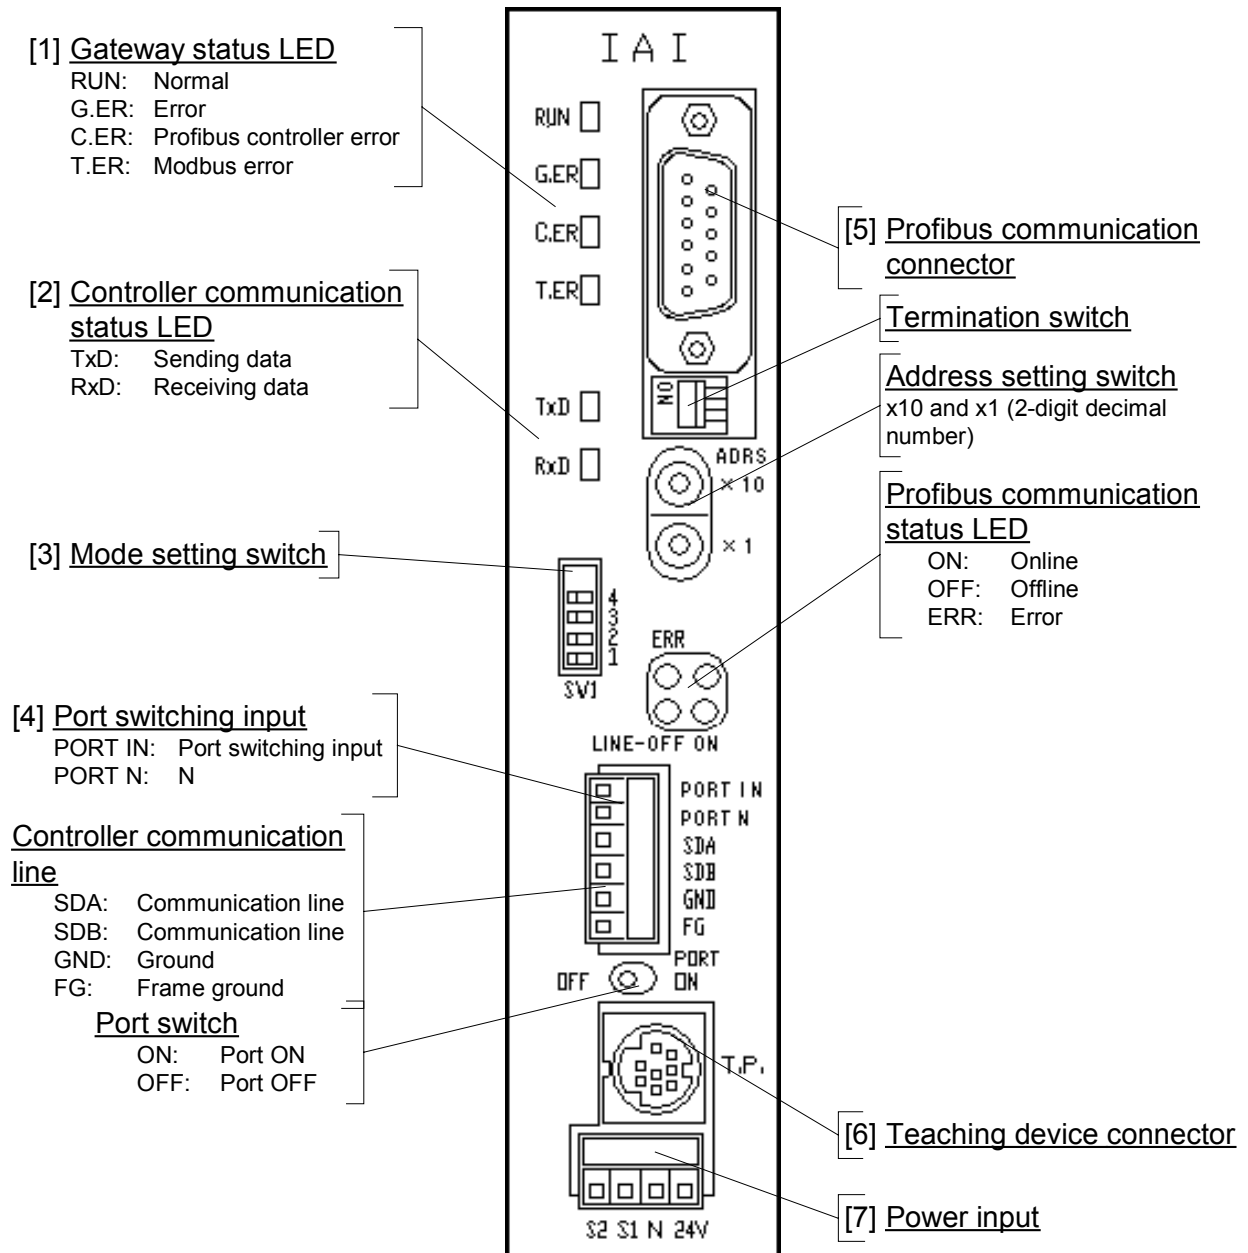 [1] Gateway status LED
RUN: Normal
G.ER: Error
C.ER: Profibus controller error
T.ER: Modbus error
[2] Controller communication
status LED
TxD: Sending data
RxD: Receiving data
[3] Mode setting switch
[4] Port switching input
PORT IN: Port switching input
PORT N: N
Controller communication
line
SDA: Communication line
SDB: Communication line
GND: Ground
FG: Frame ground
Port switch
ON: Port ON
OFF: Port OFF
IAI
RUN
G.ER
C.ER
T.ER
TxD
RxD
ON
ADRS
×10
×1
4
3
2
1
SV1
ERR
LINE-OFF ON
PORT IN
PORT N
SDA
SDB
GND
FG
PORT
OFF ON
T.P.
S2 S1 N 24V
[5] Profibus communication
connector
Termination switch
Address setting switch
x10 and x1 (2-digit decimal
number)
Profibus communication
status LED
ON: Online
OFF: Offline
ERR: Error
[6] Teaching device connector
[7] Power input